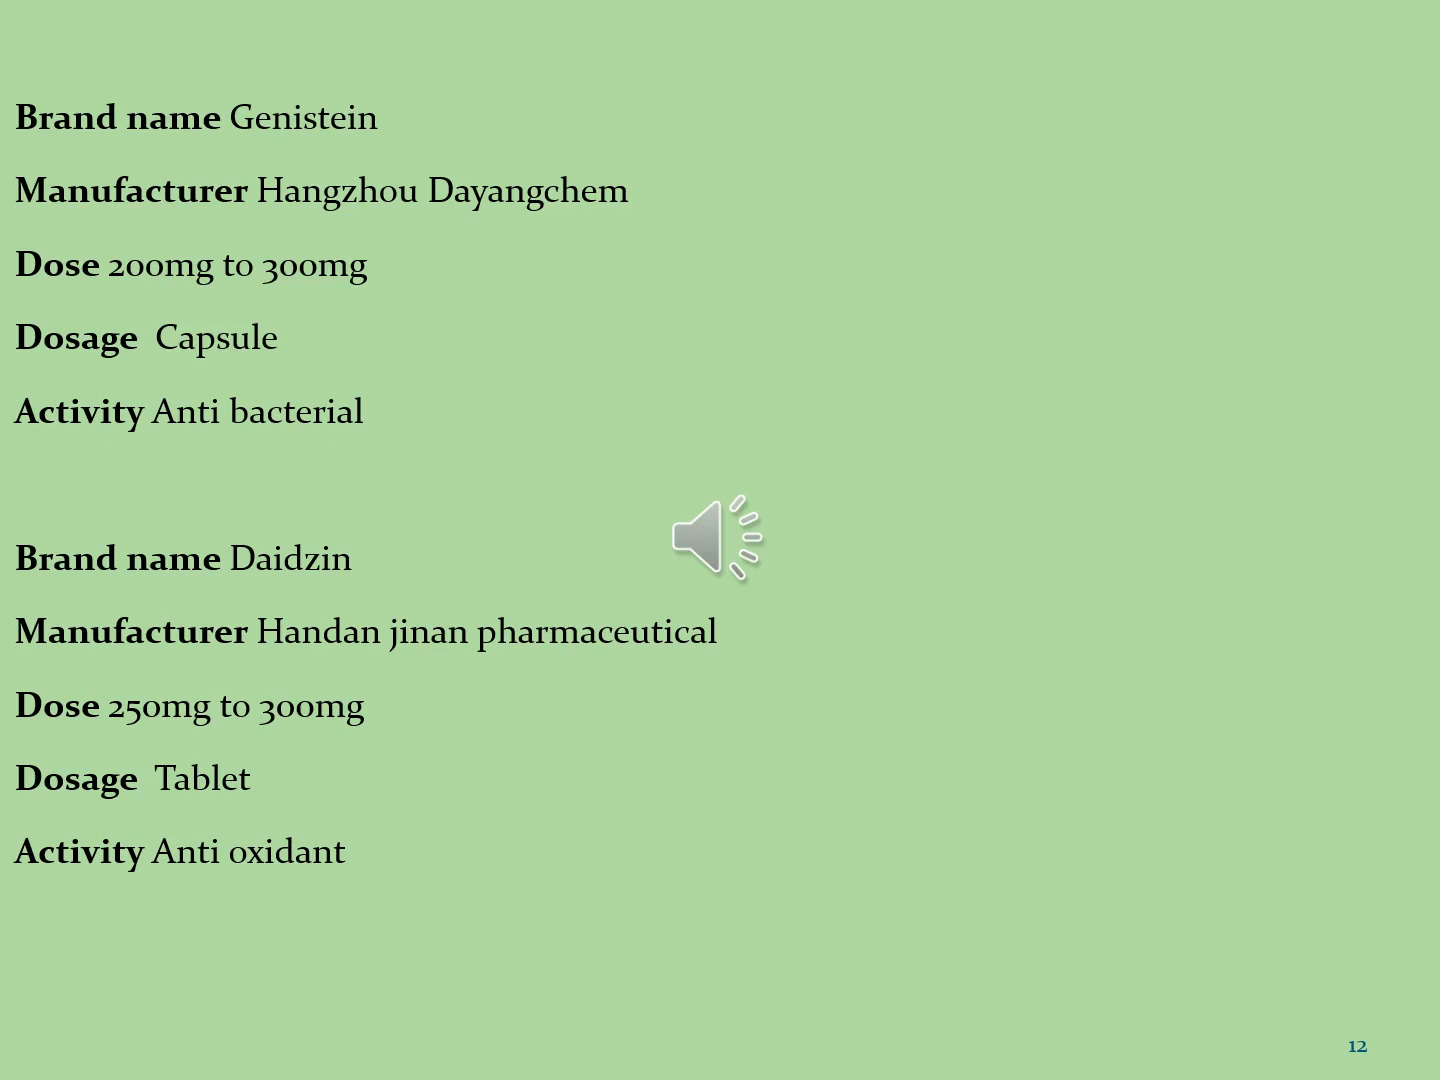 Brand name Genistein
Manufacturer Hangzhou Dayangchem
Dose 200mg to 300mg
Dosage  Capsule
Activity Anti bacterial
Brand name Daidzin
Manufacturer Handan jinan pharmaceutical
Dose 250mg to 300mg
Dosage  Tablet
Activity Anti oxidant
12